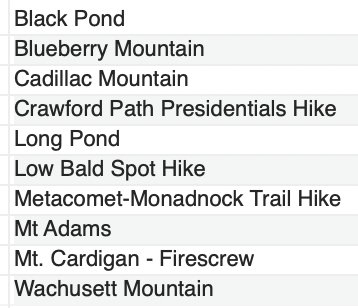 Black Pond
Blueberry Mountain
Cadillac Mountain
Crawford Path Presidentials Hike
Long Pond
Low Bald Spot Hike
Metacomet-Monadnock Trail Hike
Mt Adams
Mt. Cardigan - Firescrew
Wachusett Mountain